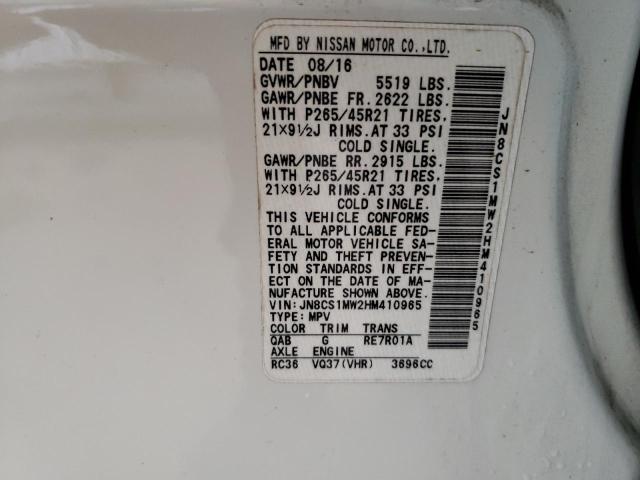 MFD BY NISSAN MOTOR CO.,LTD.
DATE 08/16
GVWR/PNBV 5519 LBS.
GAWR/PNBE FR. 2622 LBS.
WITH P265/45R21 TIRES,
21X9½J RIMS.AT 33 PSI
COLD SINGLE.
GAWR/PNBE RR. 2915 LBS.
WITH P265/45R21 TIRES,
21X9½J RIMS.AT 33 PSI
COLD SINGLE.
THIS VEHICLE CONFORMS
TO ALL APPLICABLE FED-
ERAL MOTOR VEHICLE SA-
FETY AND THEFT PREVEN-
TION STANDARDS IN EFF-
ECT ON THE DATE OF MA-
NUFACTURE SHOWN ABOVE.
VIN: JN8CS1MW2HM410965
TYPE: MPV
COLOR TRIM TRANS
QAB G RE7R01A
AXLE ENGINE
RC36 VQ37(VHR) 3696CC
JN8CS1MW2HM410965